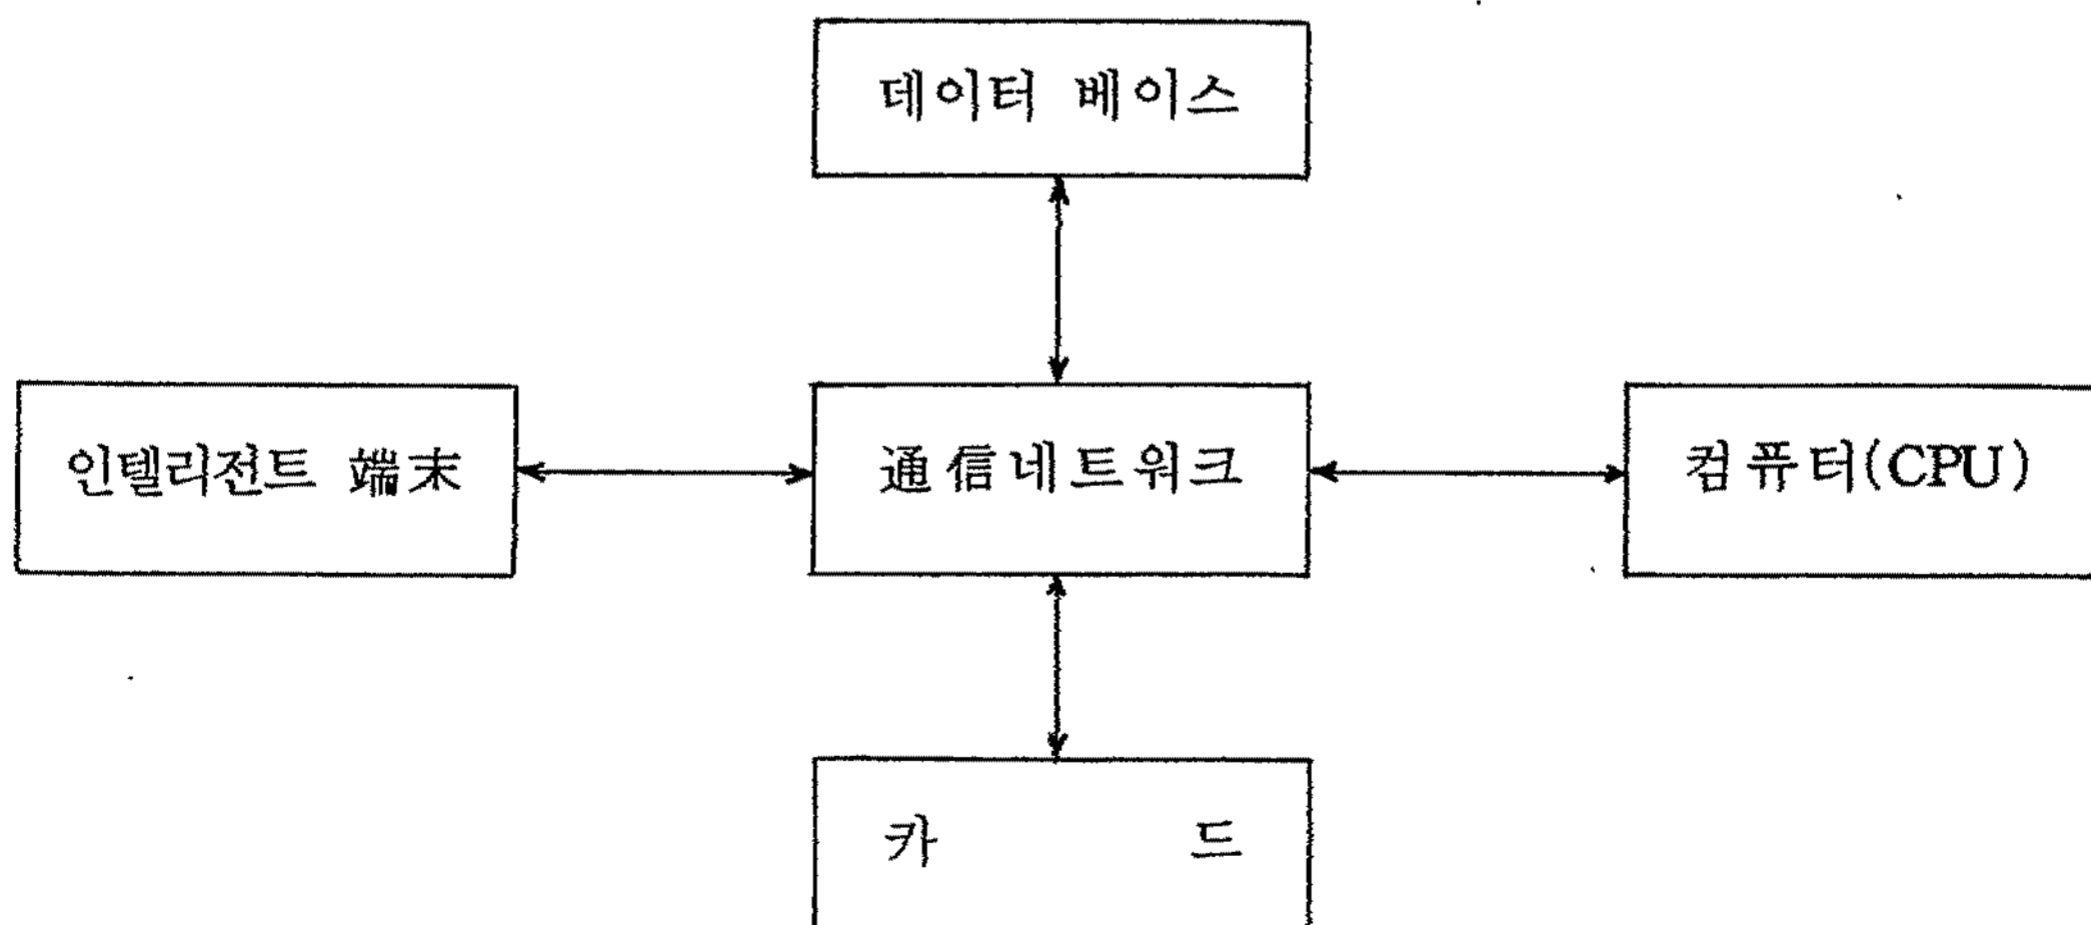 데이터 베이스
인텔리전트 端末
通信네트워크
컴퓨터(CPU)
카 드